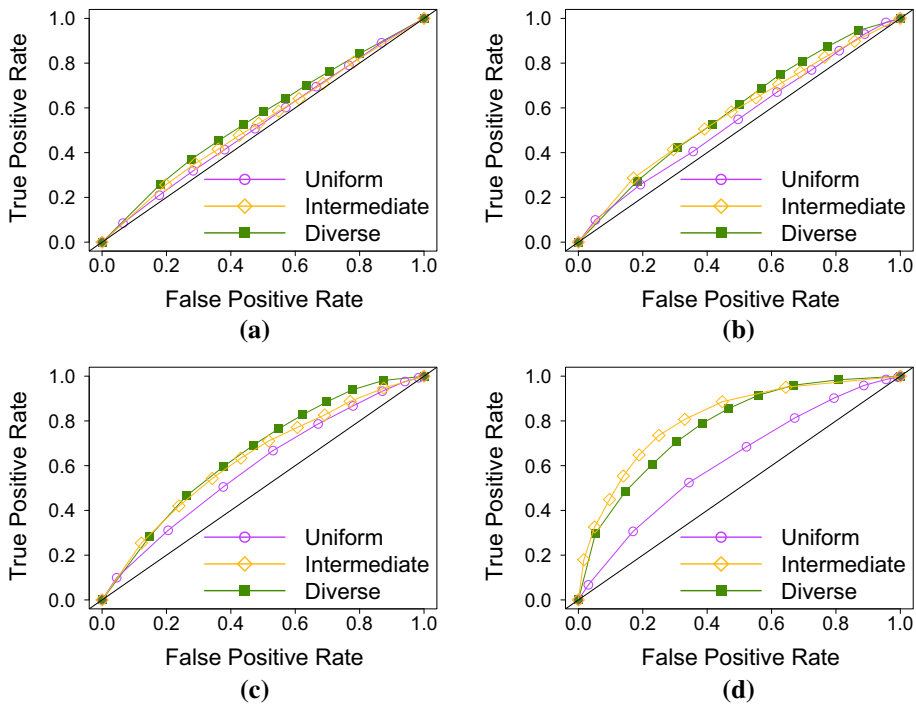 1.0
0.8
0.6
0.4
0.2
0.0
True Positive Rate
Uniform
Intermediate
Diverse
0.0 0.2 0.4 0.6 0.8 1.0
False Positive Rate
(a)
1.0
0.8
0.6
0.4
0.2
0.0
True Positive Rate
Uniform
Intermediate
Diverse
0.0 0.2 0.4 0.6 0.8 1.0
False Positive Rate
(b)
1.0
0.8
0.6
0.4
0.2
0.0
True Positive Rate
Uniform
Intermediate
Diverse
0.0 0.2 0.4 0.6 0.8 1.0
False Positive Rate
(c)
1.0
0.8
0.6
0.4
0.2
0.0
True Positive Rate
Uniform
Intermediate
Diverse
0.0 0.2 0.4 0.6 0.8 1.0
False Positive Rate
(d)